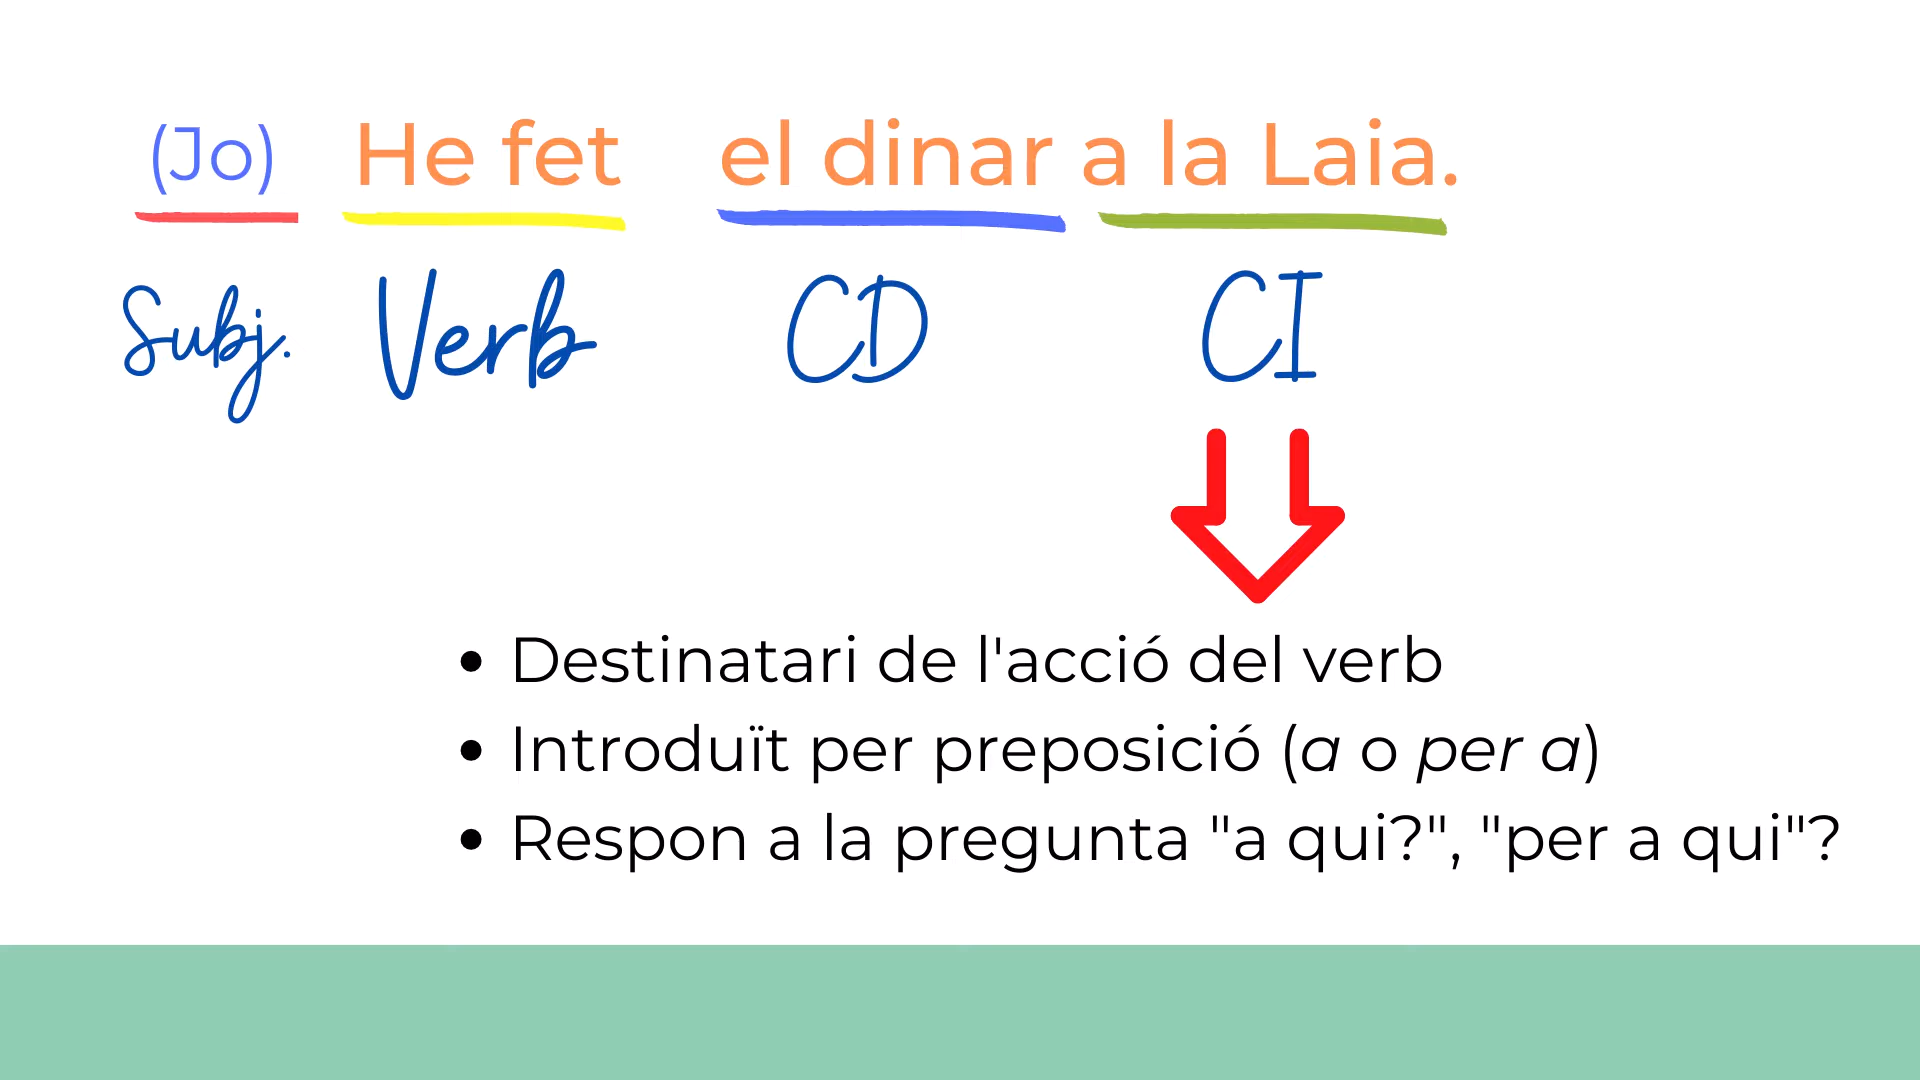 (Jo) He fet el dinar a la Laia.
Subj. Verb CD CI
• Destinatari de l'acció del verb
• Introduït per preposició (a o per a)
• Respon a la pregunta "a qui?", "per a qui"?